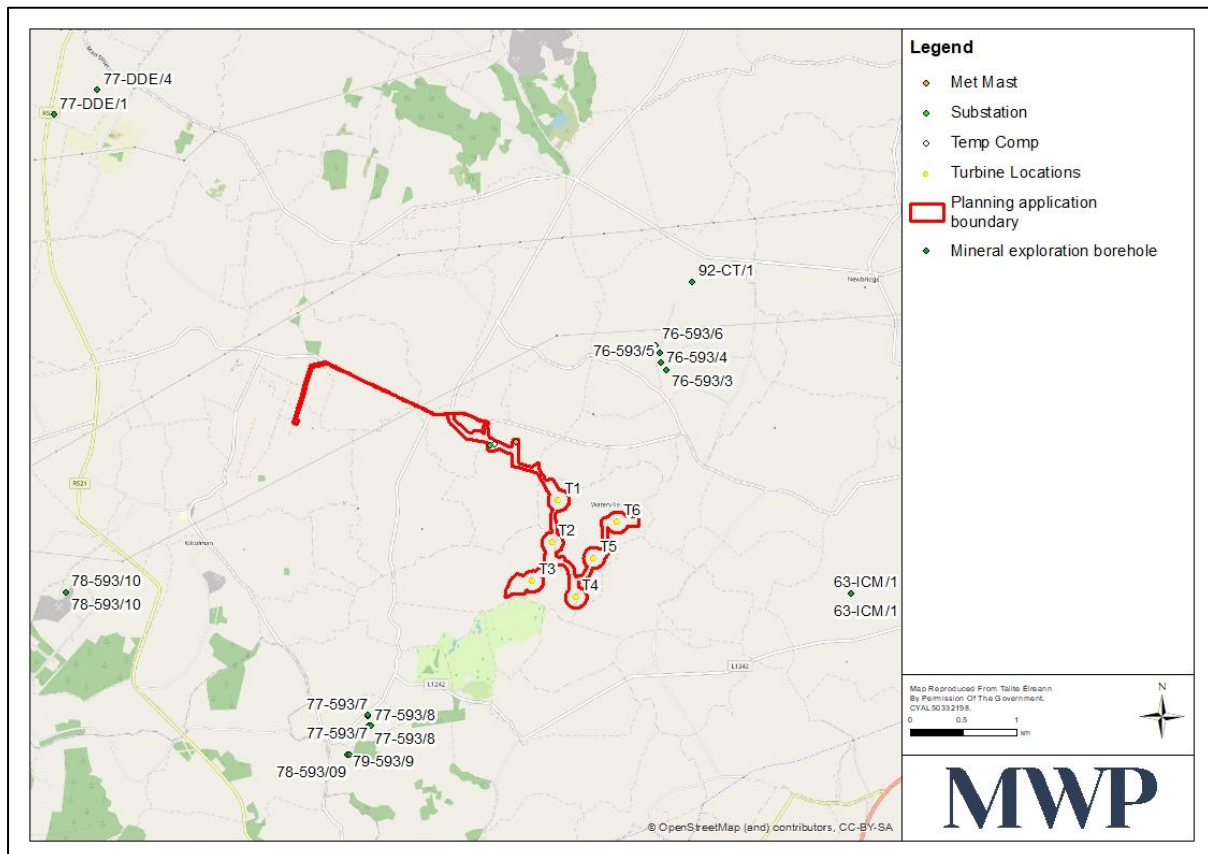 Legend
Met Mast
Substation
Temp Comp
Turbine Locations
Planning application
boundary
Mineral exploration borehole
77-DDE/4
77-DDE/1
92-CT/1
Newbridge
76-593/6
76-593/5
76-593/4
76-593/3
R521
R521
T1
Waterville
T6
T2
T5
T3
T4
Kilcolman
78-593/10
78-593/10
63-ICM/1
63-ICM/1
L1242
L1242
77-593/7
77-593/8
77-593/7
77-593/8
78-593/09
79-593/9
Map Reproduced From Tailte Éireann
By Permission Of The Government.
CYAL50332198.
N
0 0.5 1
km
MWP
© OpenStreetMap (and) contributors, CC-BY-SA